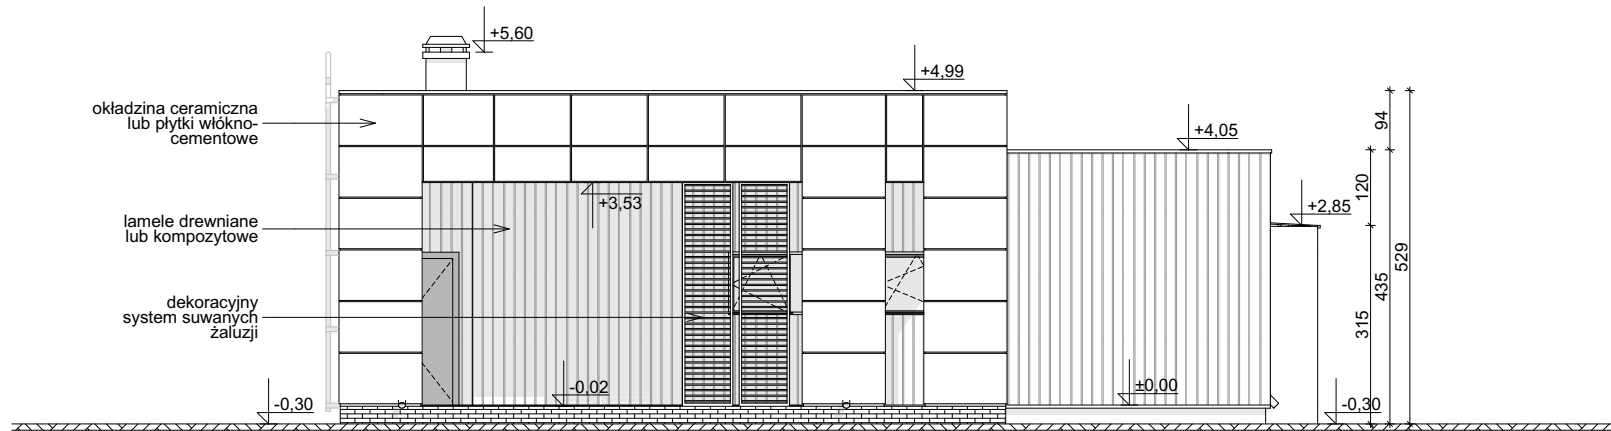 +5,60
+4,99
okładzina ceramiczna
lub płytki włókno-
cementowe
+4,05
94
120
+3,53
+2,85
lamele drewniane
lub kompozytowe
529
435
315
dekoracyjny
system suwanych
żaluzji
-0,02
±0,00
-0,30
-0,30